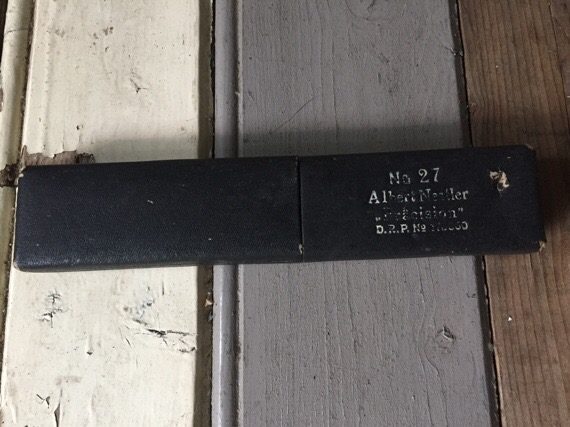 No 27
Albert Nestler
„Präcision"
D.R.P. No